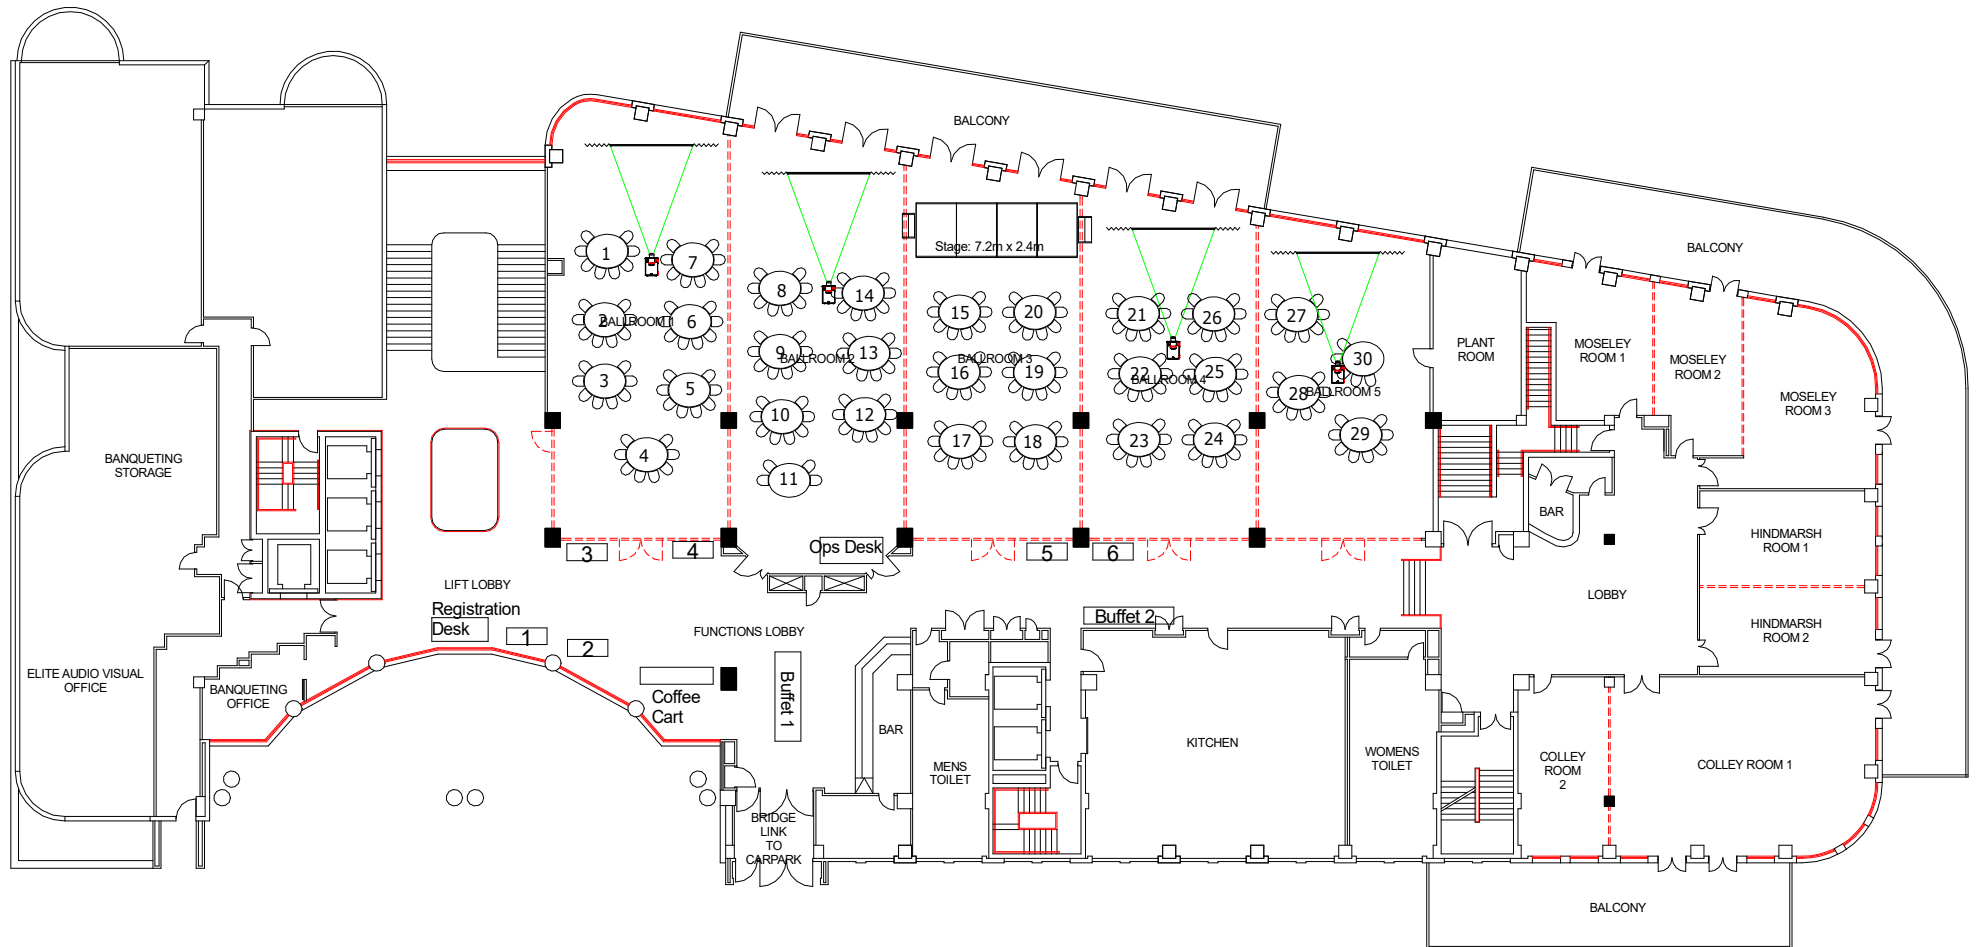 BALCONY
Stage: 7.2m x 2.4m
BALCONY
1
7
8
14
15
20
21
26
27
2
BALLROOM 1
6
9
BALLROOM 2
13
BALLROOM 3
16
19
22
BALLROOM 4
25
30
28
BALLROOM 5
3
5
10
12
4
11
17
18
23
24
29
PLANT
ROOM
MOSELEY
ROOM 1
MOSELEY
ROOM 2
MOSELEY
ROOM 3
BANQUETING
STORAGE
BAR
HINDMARSH
ROOM 1
3
4
Ops Desk
5
6
LIFT LOBBY
LOBBY
Registration
Desk
1
2
FUNCTIONS LOBBY
Buffet 2
HINDMARSH
ROOM 2
ELITE AUDIO VISUAL
OFFICE
BANQUETING
OFFICE
Coffee
Cart
Buffet 1
BAR
MENS
TOILET
KITCHEN
WOMENS
TOILET
COLLEY
ROOM
2
COLLEY ROOM 1
BRIDGE
LINK
TO
CARPARK
BALCONY